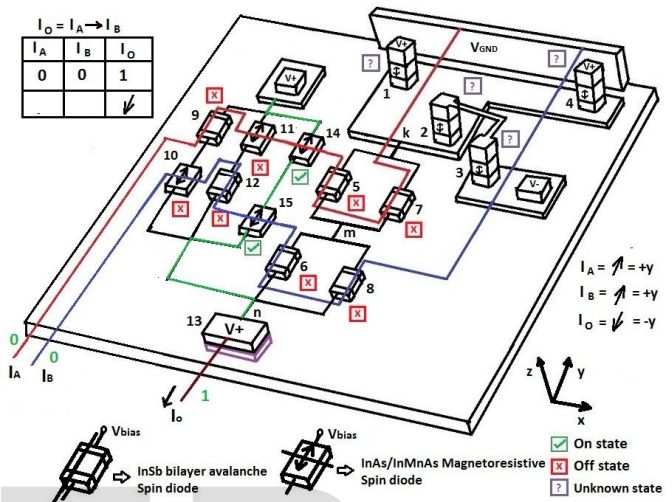 I_O = I_A → I_B
I_A I_B I_O
0 0 1
V_GND
V+
V+
V+
?
?
?
?
1
2
3
4
k
V-
9
11
14
10
12
15
5
7
m
6
8
n
13
V+
0
0
I_A
I_B
1
I_o
I_A = = +y
I_B = = +y
I_O = = -y
z
y
x
Vbias
InSb bilayer avalanche
Spin diode
Vbias
InAs/InMnAs Magnetoresistive
Spin diode
On state
Off state
? Unknown state